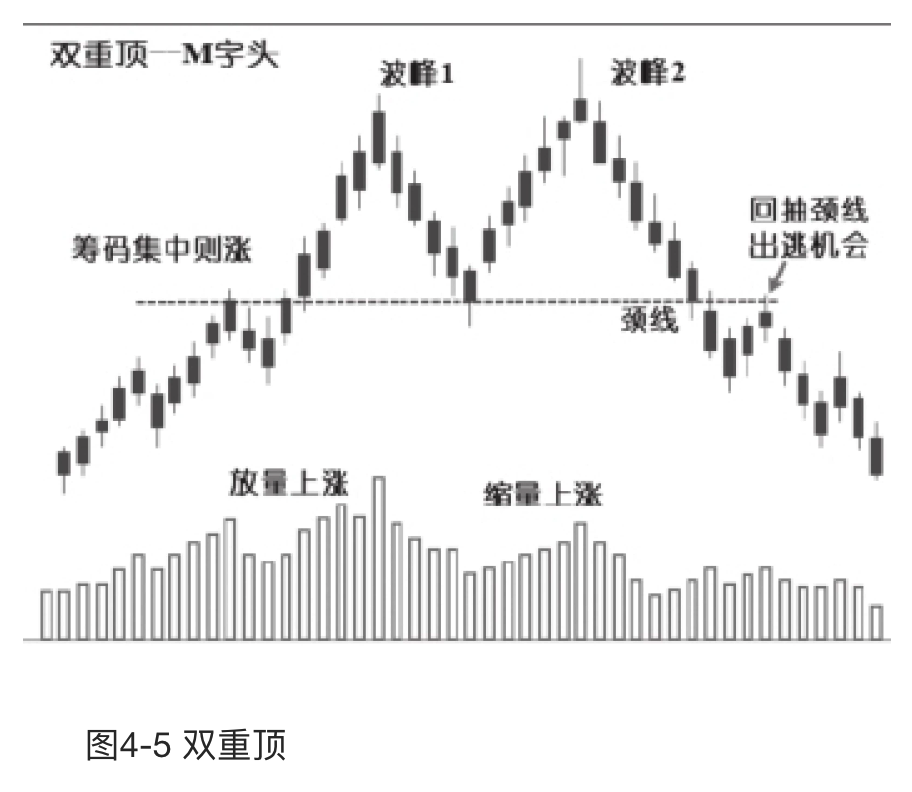 双重顶一M字头
波峰1
波峰2
回抽颈线
出逃机会
筹码集中则涨
颈线
放量上涨
缩量上涨
图4-5 双重顶